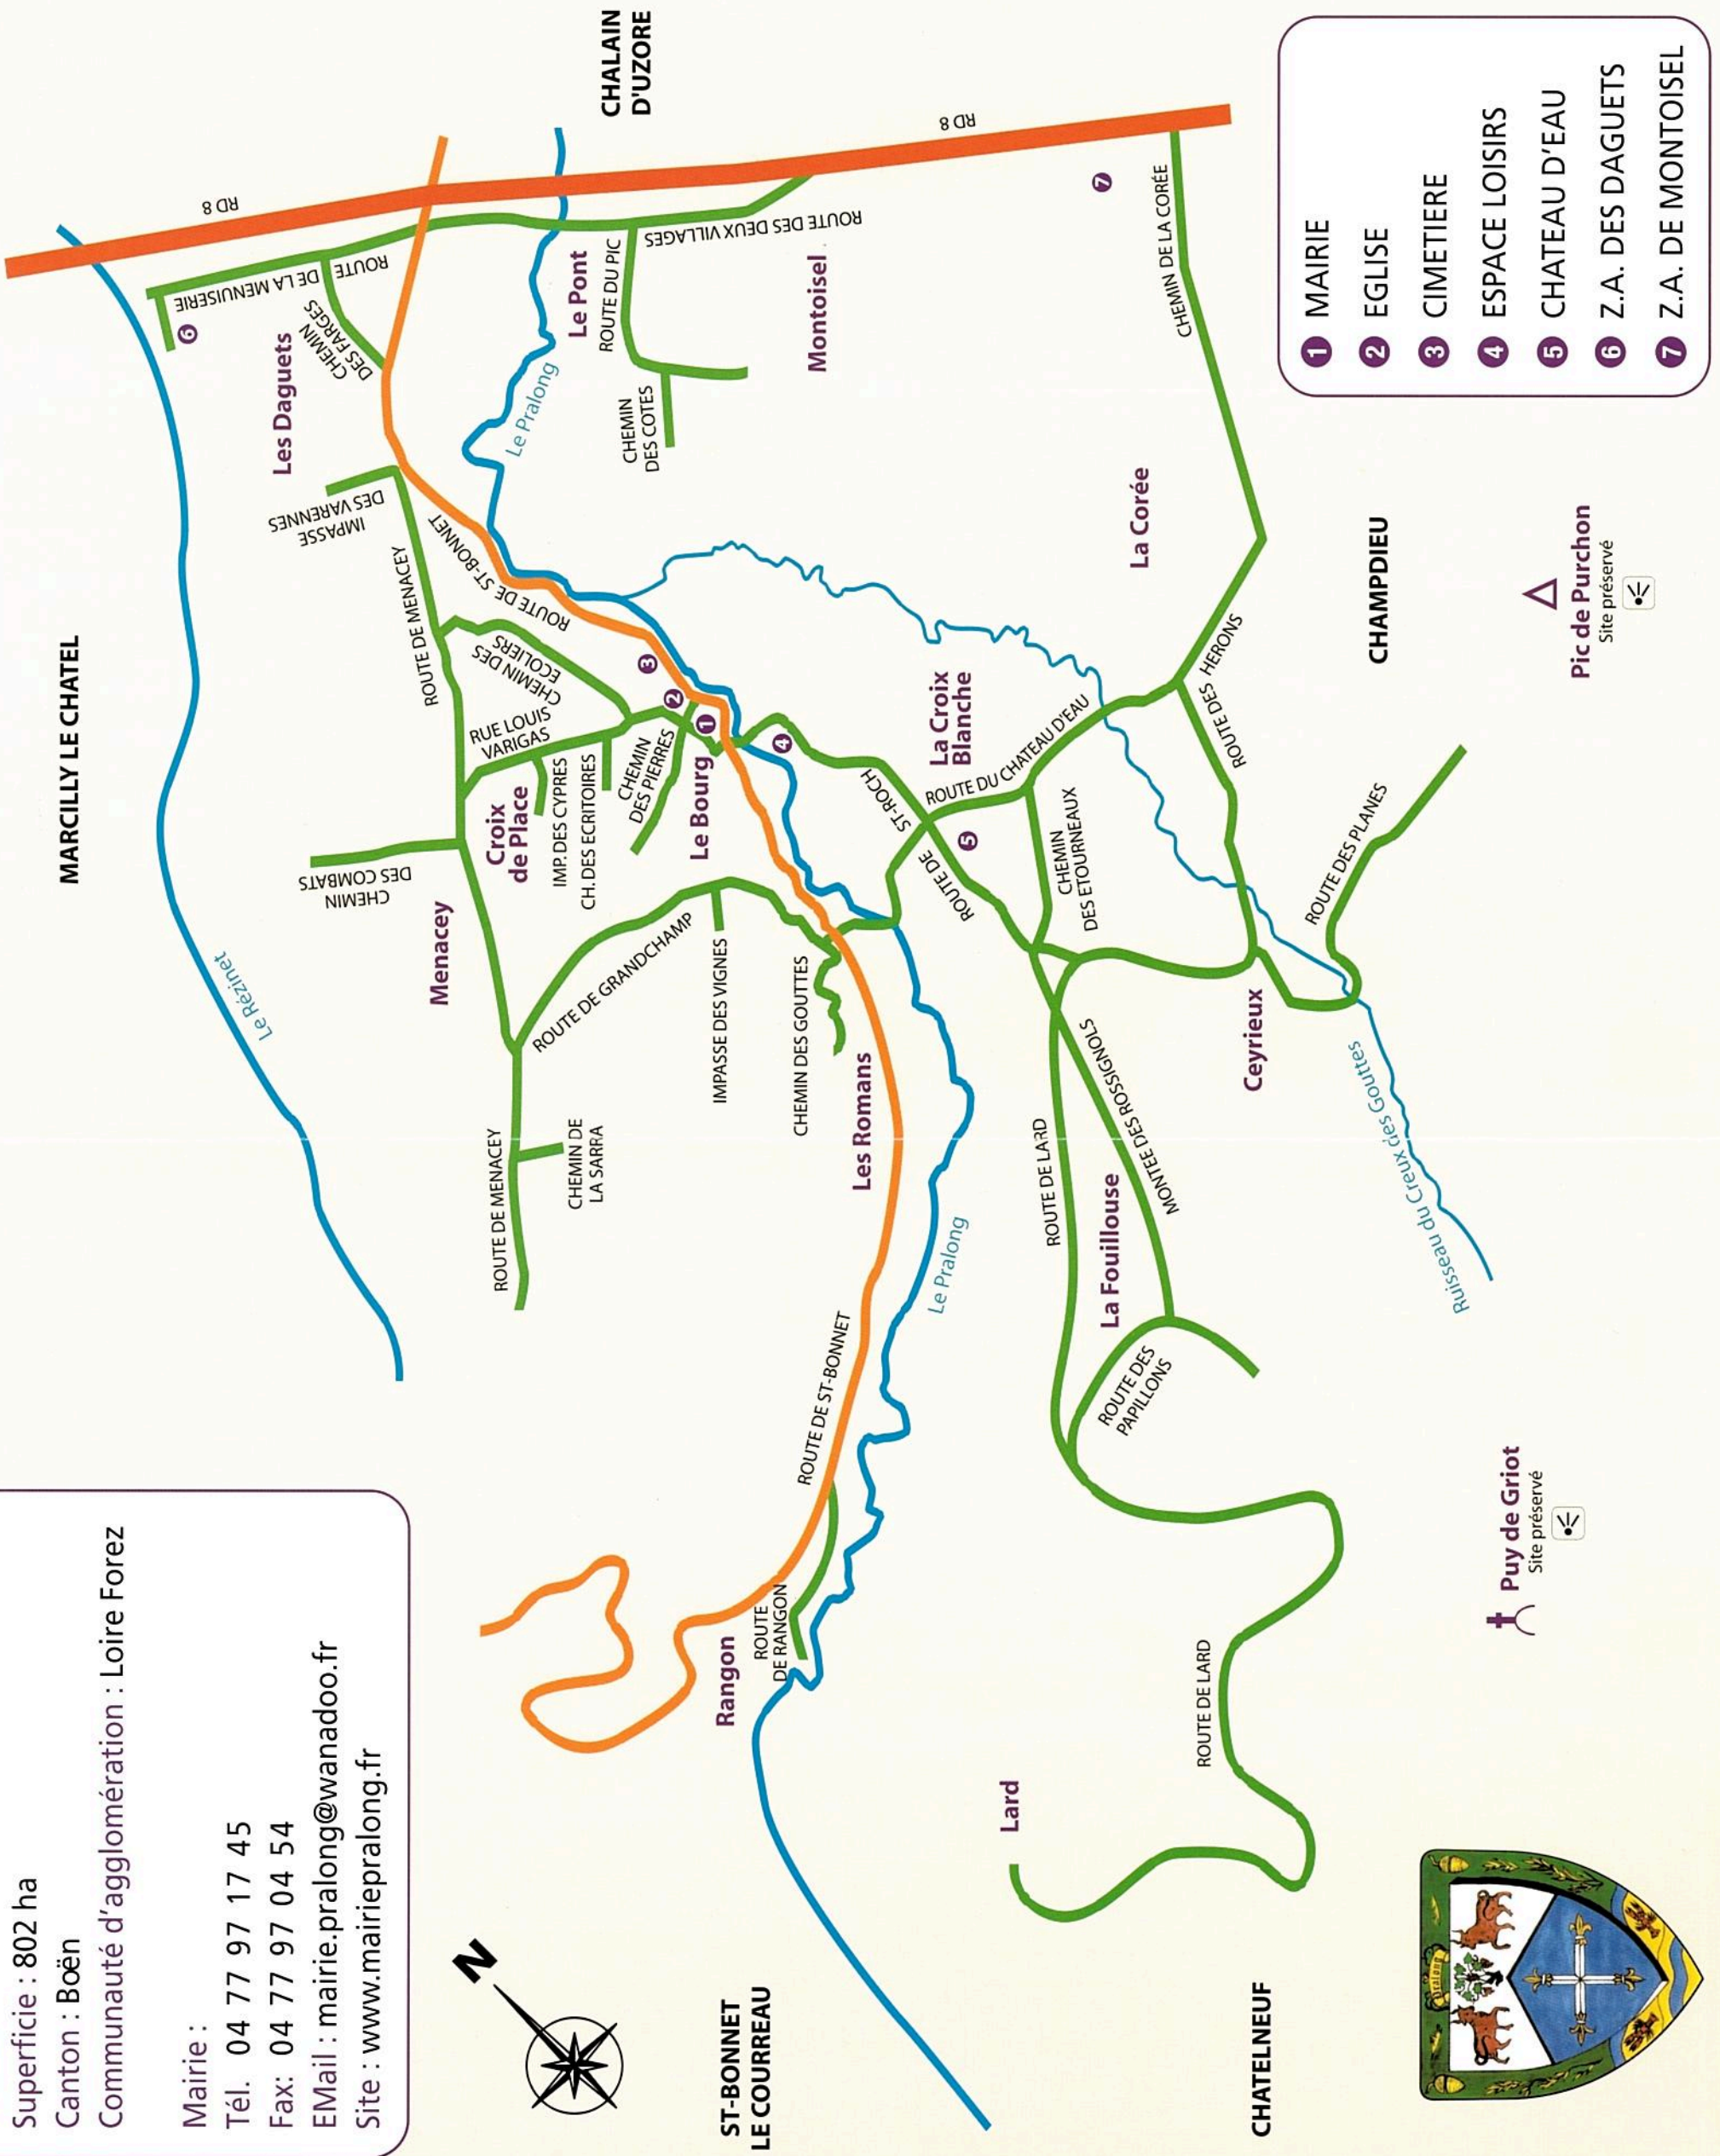 Superficie : 802 ha
Canton : Boën
Communauté d'agglomération : Loire Forez
Mairie :
Tél. 04 77 97 17 45
Fax: 04 77 97 04 54
EMail : mairie.pralong@wanadoo.fr
Site : www.mairiepralong.fr
MARCILLY LE CHATEL
Le Rézinet
RD 8
CHALAIN
D'UZORE
ROUTE
DE LA MENUISERIE
6
CHEMIN
DES FARGES
Les Daguets
IMPASSE
DES VARENNES
ROUTE DE MENACEY
ROUTE DE ST-BONNET
CHEMIN DES
ECOLIERS
RUE LOUIS
VARIGAS
CHEMIN
DES COMBATS
Croix
de Place
IMP. DES CYPRES
CH. DES ECRITOIRES
CHEMIN
DES PIERRES
Menacey
Le Bourg
1
2
3
4
ROUTE DE GRANDCHAMP
IMPASSE DES VIGNES
CHEMIN DES GOUTTES
Les Romans
ROUTE DE MENACEY
CHEMIN DE
LA SARA
Le Pralong
Le Pont
ROUTE DU PIC
ROUTE DES DEUX VILLAGES
CHEMIN
DES COTES
Montoisel
RD 8
7
CHEMIN DE LA CORÉE
La Corée
La Croix
Blanche
ROUTE DU CHATEAU D'EAU
ROUTE DE
ST-ROCH
5
CHEMIN
DES ETOURNEAUX
ROUTE DES HERONS
ROUTE DES PLANES
Ceyrieux
Ruisseau du Creux des Gouttes
MONTEE DES ROSSIGNOLS
ROUTE DE LARD
La Fouillouse
ROUTE DES
PAPILLONS
Le Pralong
ROUTE DE ST-BONNET
ROUTE
DE RANGON
Rangon
ROUTE DE LARD
Lard
N
ST-BONNET
LE COURREAU
CHATELNEUF
CHAMPDIEU
Puy de Griot
Site préservé
Pic de Purchon
Site préservé
Pralong
1 MAIRIE
2 EGLISE
3 CIMETIERE
4 ESPACE LOISIRS
5 CHATEAU D'EAU
6 Z.A. DES DAGUETS
7 Z.A. DE MONTOISEL